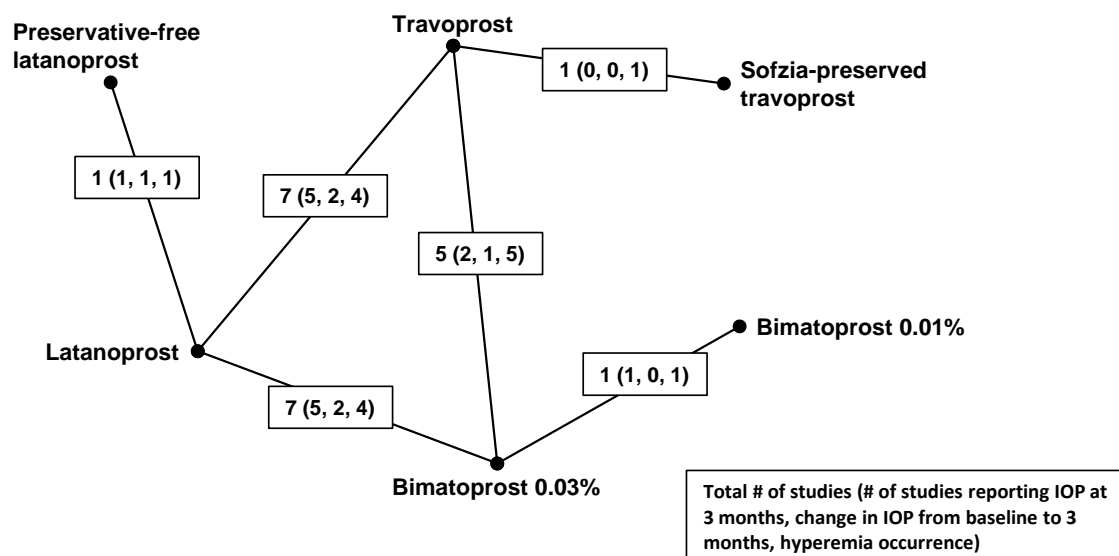 Preservative-free
latanoprost
Travoprost
1 (0, 0, 1)
Sofzia-preserved
travoprost
1 (1, 1, 1)
7 (5, 2, 4)
5 (2, 1, 5)
Bimatoprost 0.01%
Latanoprost
1 (1, 0, 1)
7 (5, 2, 4)
Bimatoprost 0.03%
Total # of studies (# of studies reporting IOP at
3 months, change in IOP from baseline to 3
months, hyperemia occurrence)